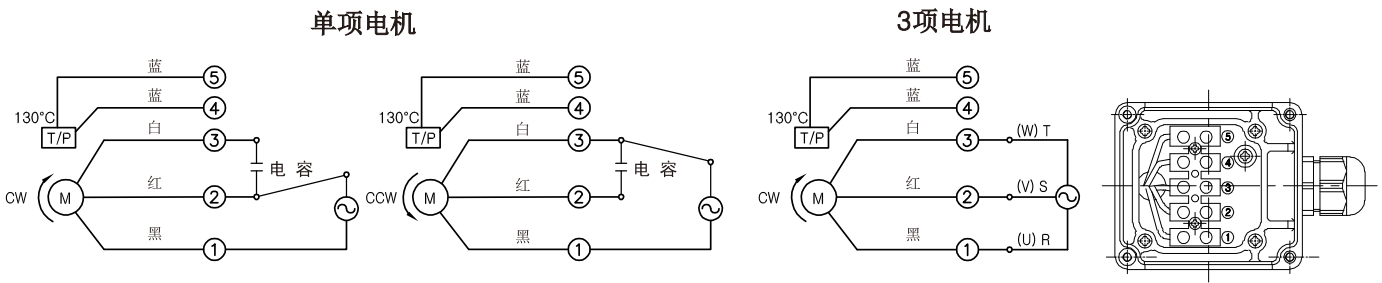 单项电机
蓝 ⑤
蓝 ④
130°C
T/P
白 ③
电 容
CW M 红 ②
黑 ①
蓝 ⑤
蓝 ④
130°C
T/P
白 ③
电 容
CCW M 红 ②
黑 ①
3项电机
蓝 ⑤
蓝 ④
130°C
T/P
白 ③ (W) T
CW M 红 ② (V) S
黑 ① (U) R
⑤
④
③
②
①